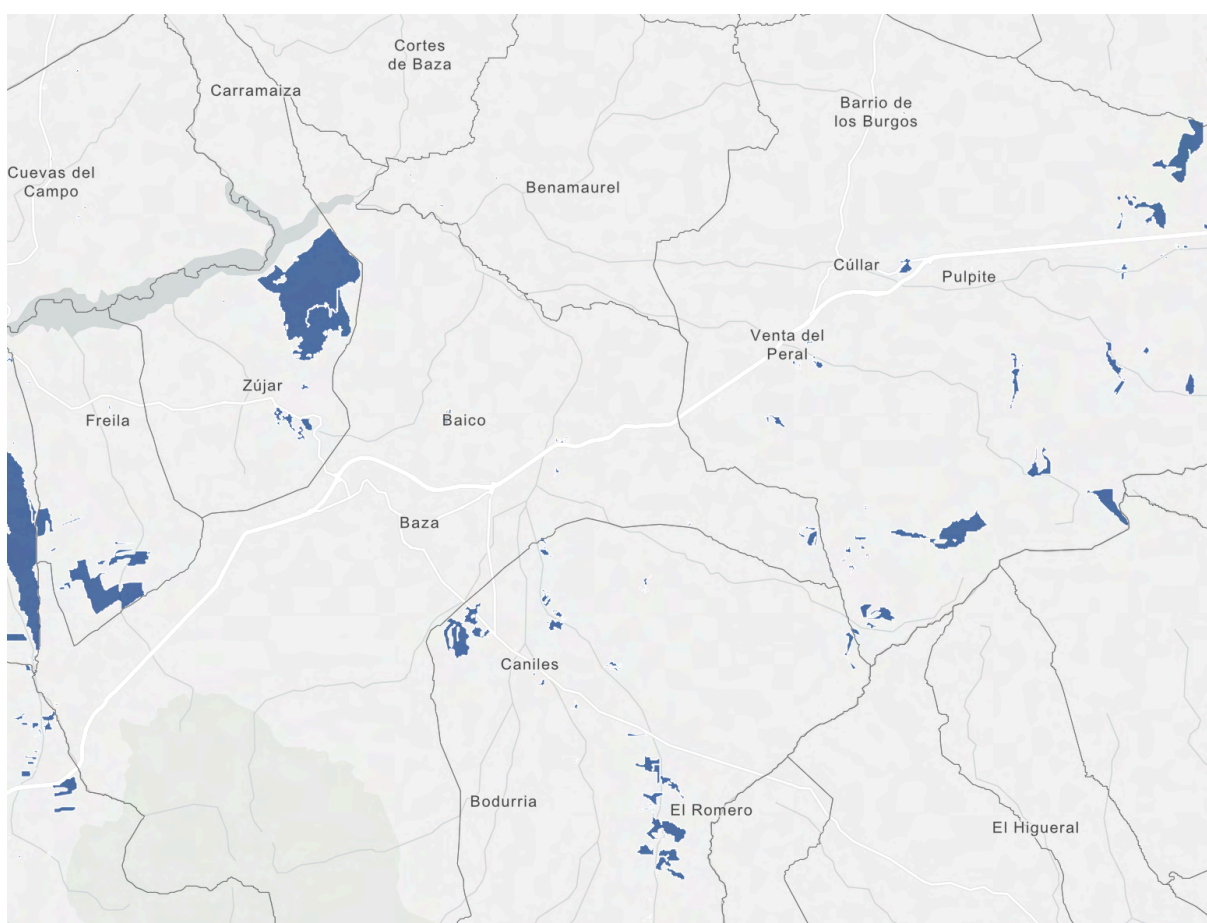 Cortes
de Baza
Carramaiza
Barrio de
los Burgos
Cuevas del
Campo
Benamaurel
Cúllar
Pulpite
Venta del
Peral
Zújar
Freila
Baico
Baza
Caniles
Bodurria
El Romero
El Higueral